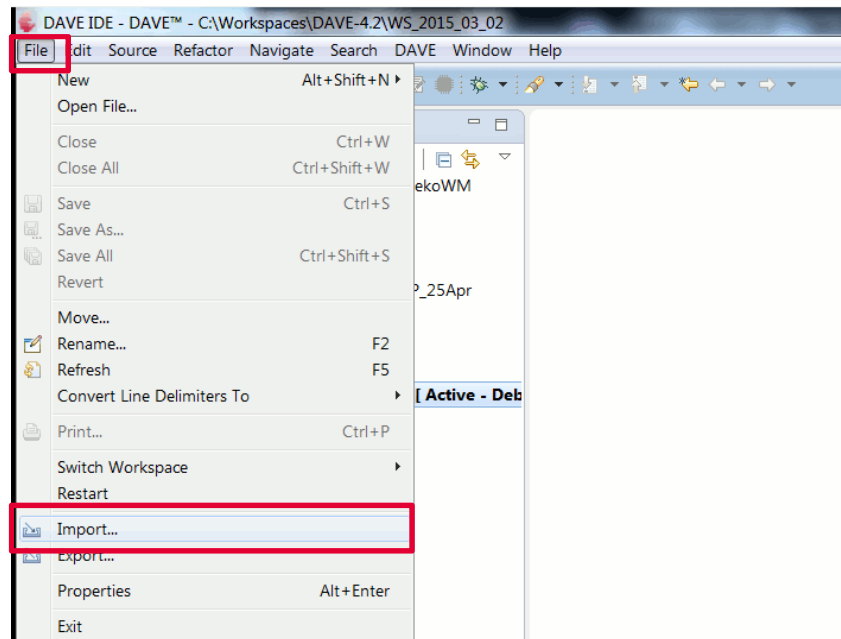 DAVE IDE - DAVE™ - C:\Workspaces\DAVE-4.2\WS_2015_03_02
File Edit Source Refactor Navigate Search DAVE Window Help
New Alt+Shift+N
Open File...
Close Ctrl+W
Close All Ctrl+Shift+W
ekoWM
Save Ctrl+S
Save As...
Save All Ctrl+Shift+S
Revert
P_25Apr
Move...
Rename... F2
Refresh F5
Convert Line Delimiters To
[ Active - Deb
Print... Ctrl+P
Switch Workspace
Restart
Import...
Export...
Properties Alt+Enter
Exit